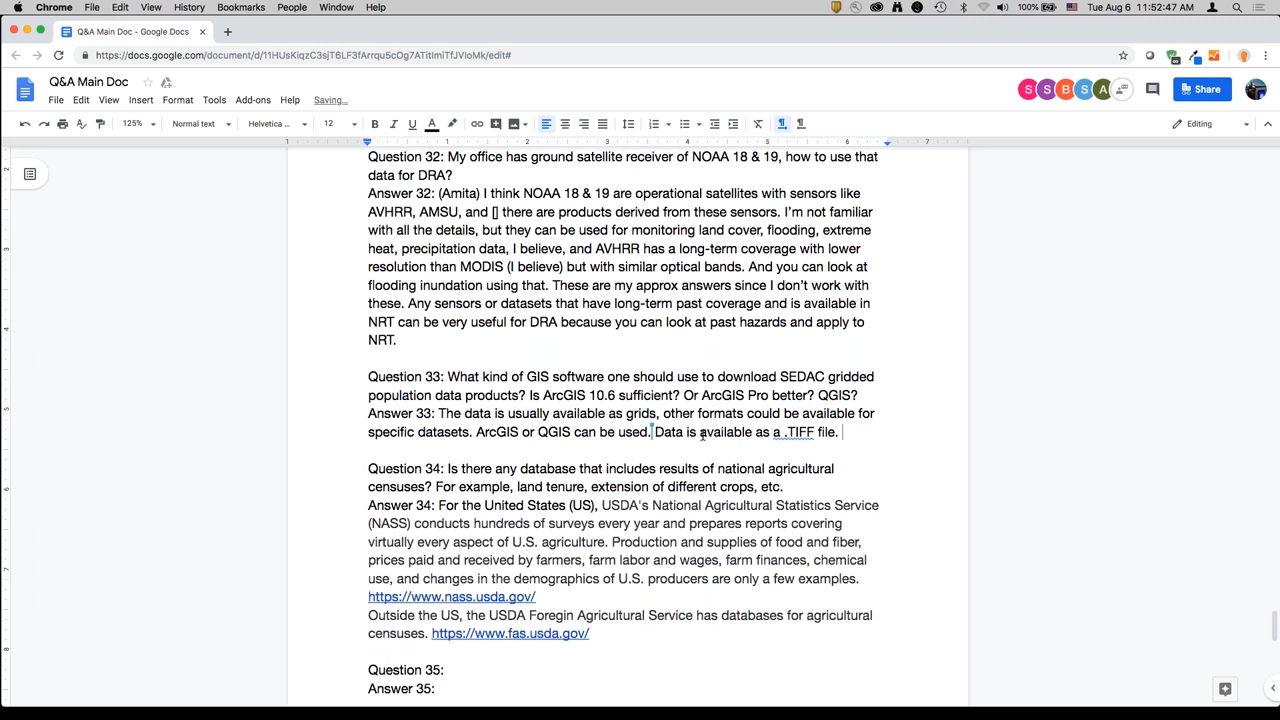 Chrome File Edit View History Bookmarks People Window Help 100% Tue Aug 6 11:52:47 AM
Q&A Main Doc - Google Docs
https://docs.google.com/document/d/11HUsKiqzC3sjT6LF3fArrqu5cOg7ATitlmiTfJVloMk/edit#
Q&A Main Doc
File Edit View Insert Format Tools Add-ons Help Saving...
S S B S A Share
125% Normal text Helvetica ... 12 B I U A Editing
1 1 2 3 4 5 6 7
Question 32: My office has ground satellite receiver of NOAA 18 & 19, how to use that
data for DRA?
Answer 32: (Amita) I think NOAA 18 & 19 are operational satellites with sensors like
AVHRR, AMSU, and [] there are products derived from these sensors. I'm not familiar
with all the details, but they can be used for monitoring land cover, flooding, extreme
heat, precipitation data, I believe, and AVHRR has a long-term coverage with lower
resolution than MODIS (I believe) but with similar optical bands. And you can look at
flooding inundation using that. These are my approx answers since I don't work with
these. Any sensors or datasets that have long-term past coverage and is available in
NRT can be very useful for DRA because you can look at past hazards and apply to
NRT.
Question 33: What kind of GIS software one should use to download SEDAC gridded
population data products? Is ArcGIS 10.6 sufficient? Or ArcGIS Pro better? QGIS?
Answer 33: The data is usually available as grids, other formats could be available for
specific datasets. ArcGIS or QGIS can be used. Data is available as a .TIFF file.
Question 34: Is there any database that includes results of national agricultural
censuses? For example, land tenure, extension of different crops, etc.
Answer 34: For the United States (US), USDA's National Agricultural Statistics Service
(NASS) conducts hundreds of surveys every year and prepares reports covering
virtually every aspect of U.S. agriculture. Production and supplies of food and fiber,
prices paid and received by farmers, farm labor and wages, farm finances, chemical
use, and changes in the demographics of U.S. producers are only a few examples.
https://www.nass.usda.gov/
Outside the US, the USDA Foregin Agricultural Service has databases for agricultural
censuses. https://www.fas.usda.gov/
Question 35:
Answer 35: